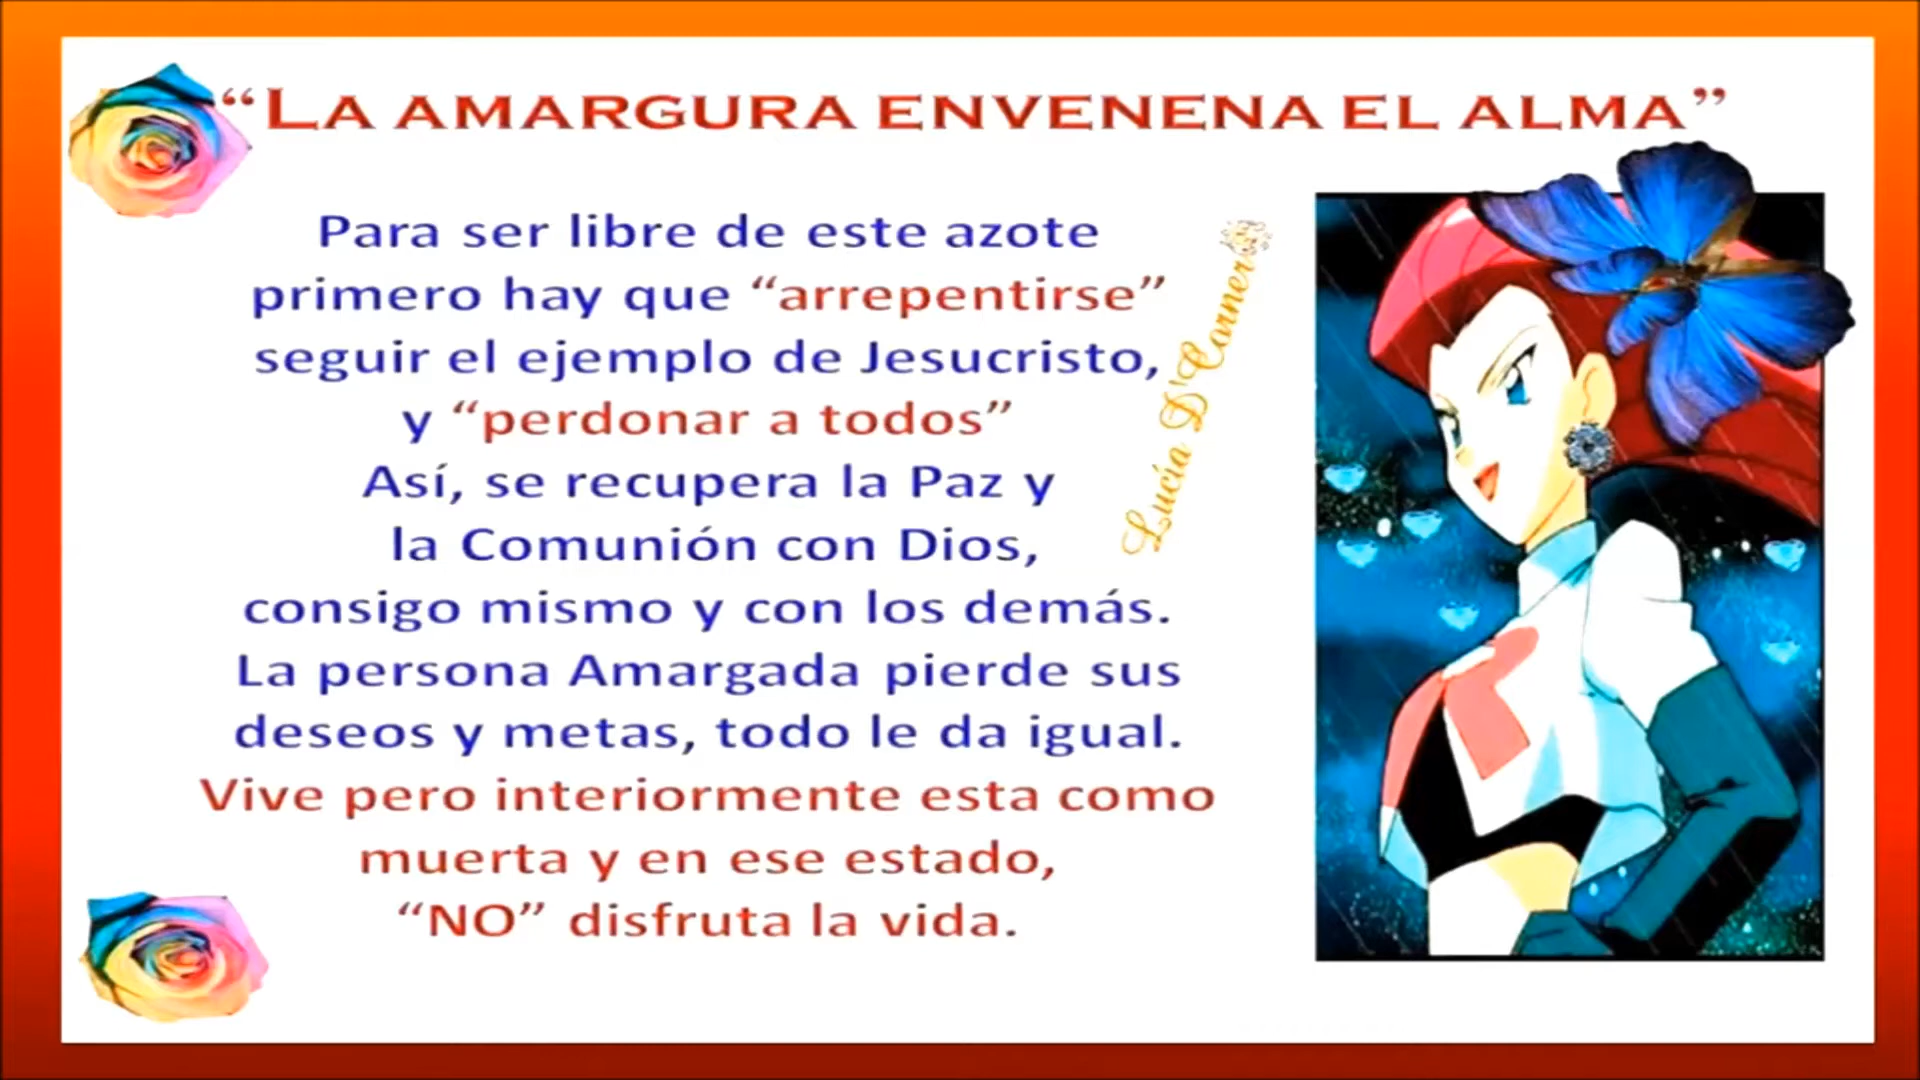 “LA AMARGURA ENVENENA EL ALMA”
Para ser libre de este azote
primero hay que “arrepentirse”
seguir el ejemplo de Jesucristo,
y “perdonar a todos”
Así, se recupera la Paz y
la Comunión con Dios,
consigo mismo y con los demás.
La persona Amargada pierde sus
deseos y metas, todo le da igual.
Vive pero interiormente esta como
muerta y en ese estado,
“NO” disfruta la vida.
Lucía D'Corner